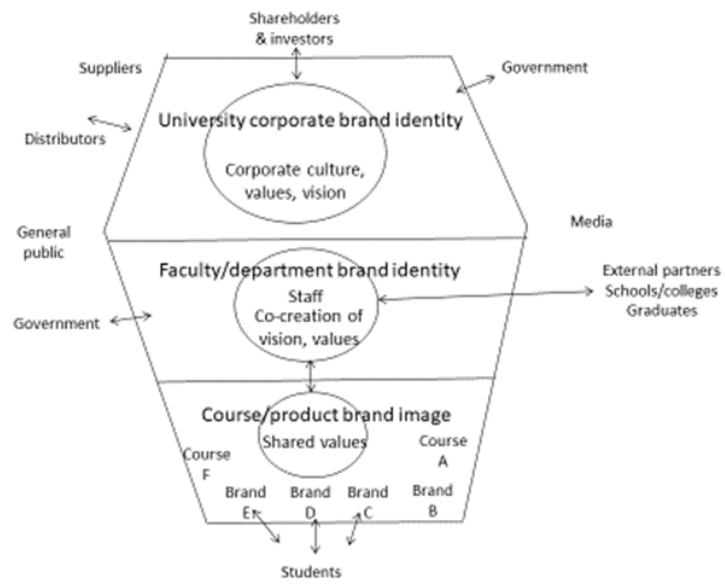 Shareholders
& investors
Suppliers
Government
University corporate brand identity
Distributors
Corporate culture,
values, vision
General
public
Media
Faculty/department brand identity
External partners
Schools/colleges
Graduates
Staff
Co-creation of
vision, values
Government
Course/product brand image
Shared values
Course
A
Course
F
Brand
E
Brand
D
Brand
C
Brand
B
Students